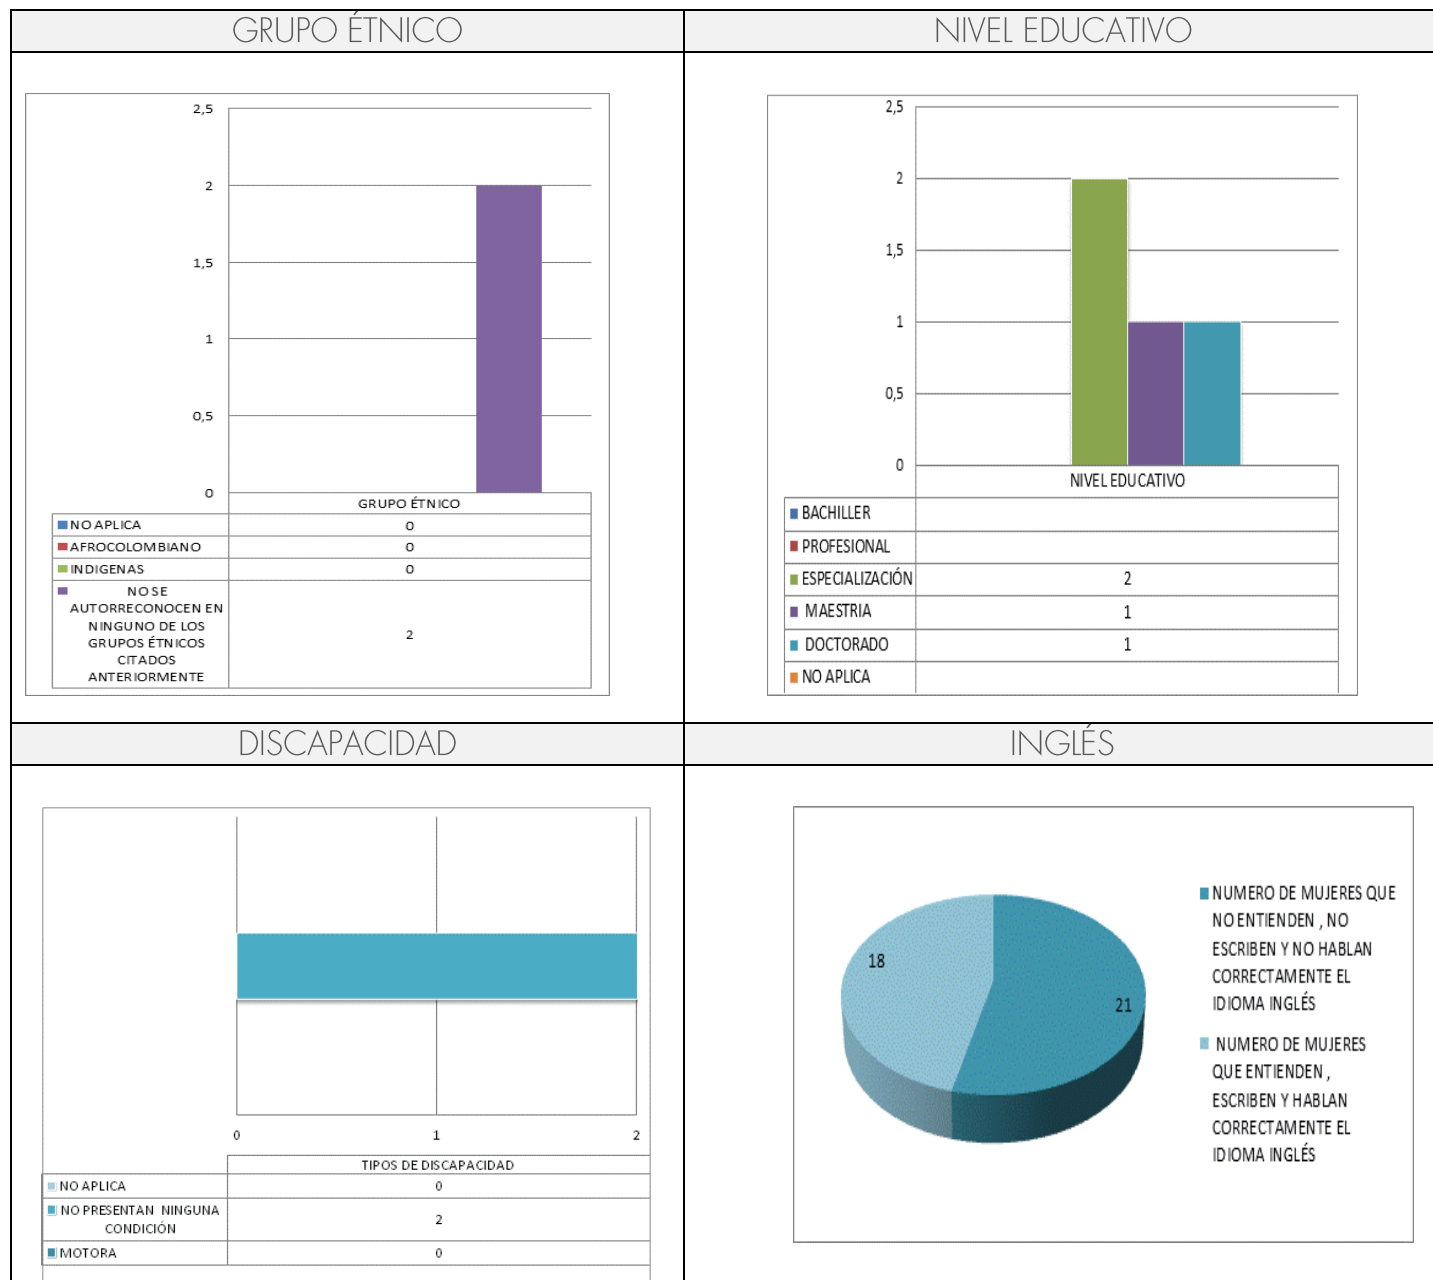 GRUPO ÉTNICO
NIVEL EDUCATIVO
2,5
2
1,5
1
0,5
0
GRUPO ÉTNICO
NO APLICA 0
AFROCOLOMBIANO 0
INDIGENAS 0
NO SE
AUTORRECONOCEN EN
NINGUNO DE LOS
GRUPOS ÉTNICOS
CITADOS
ANTERIORMENTE
2
2,5
2
1,5
1
0,5
0
NIVEL EDUCATIVO
BACHILLER
PROFESIONAL
ESPECIALIZACIÓN 2
MAESTRIA 1
DOCTORADO 1
NO APLICA
DISCAPACIDAD
INGLÉS
0 1 2
TIPOS DE DISCAPACIDAD
NO APLICA 0
NO PRESENTAN NINGUNA
CONDICIÓN
2
MOTORA 0
18
21
NUMERO DE MUJERES QUE
NO ENTIENDEN , NO
ESCRIBEN Y NO HABLAN
CORRECTAMENTE EL
IDIOMA INGLÉS
NUMERO DE MUJERES
QUE ENTIENDEN ,
ESCRIBEN Y HABLAN
CORRECTAMENTE EL
IDIOMA INGLÉS